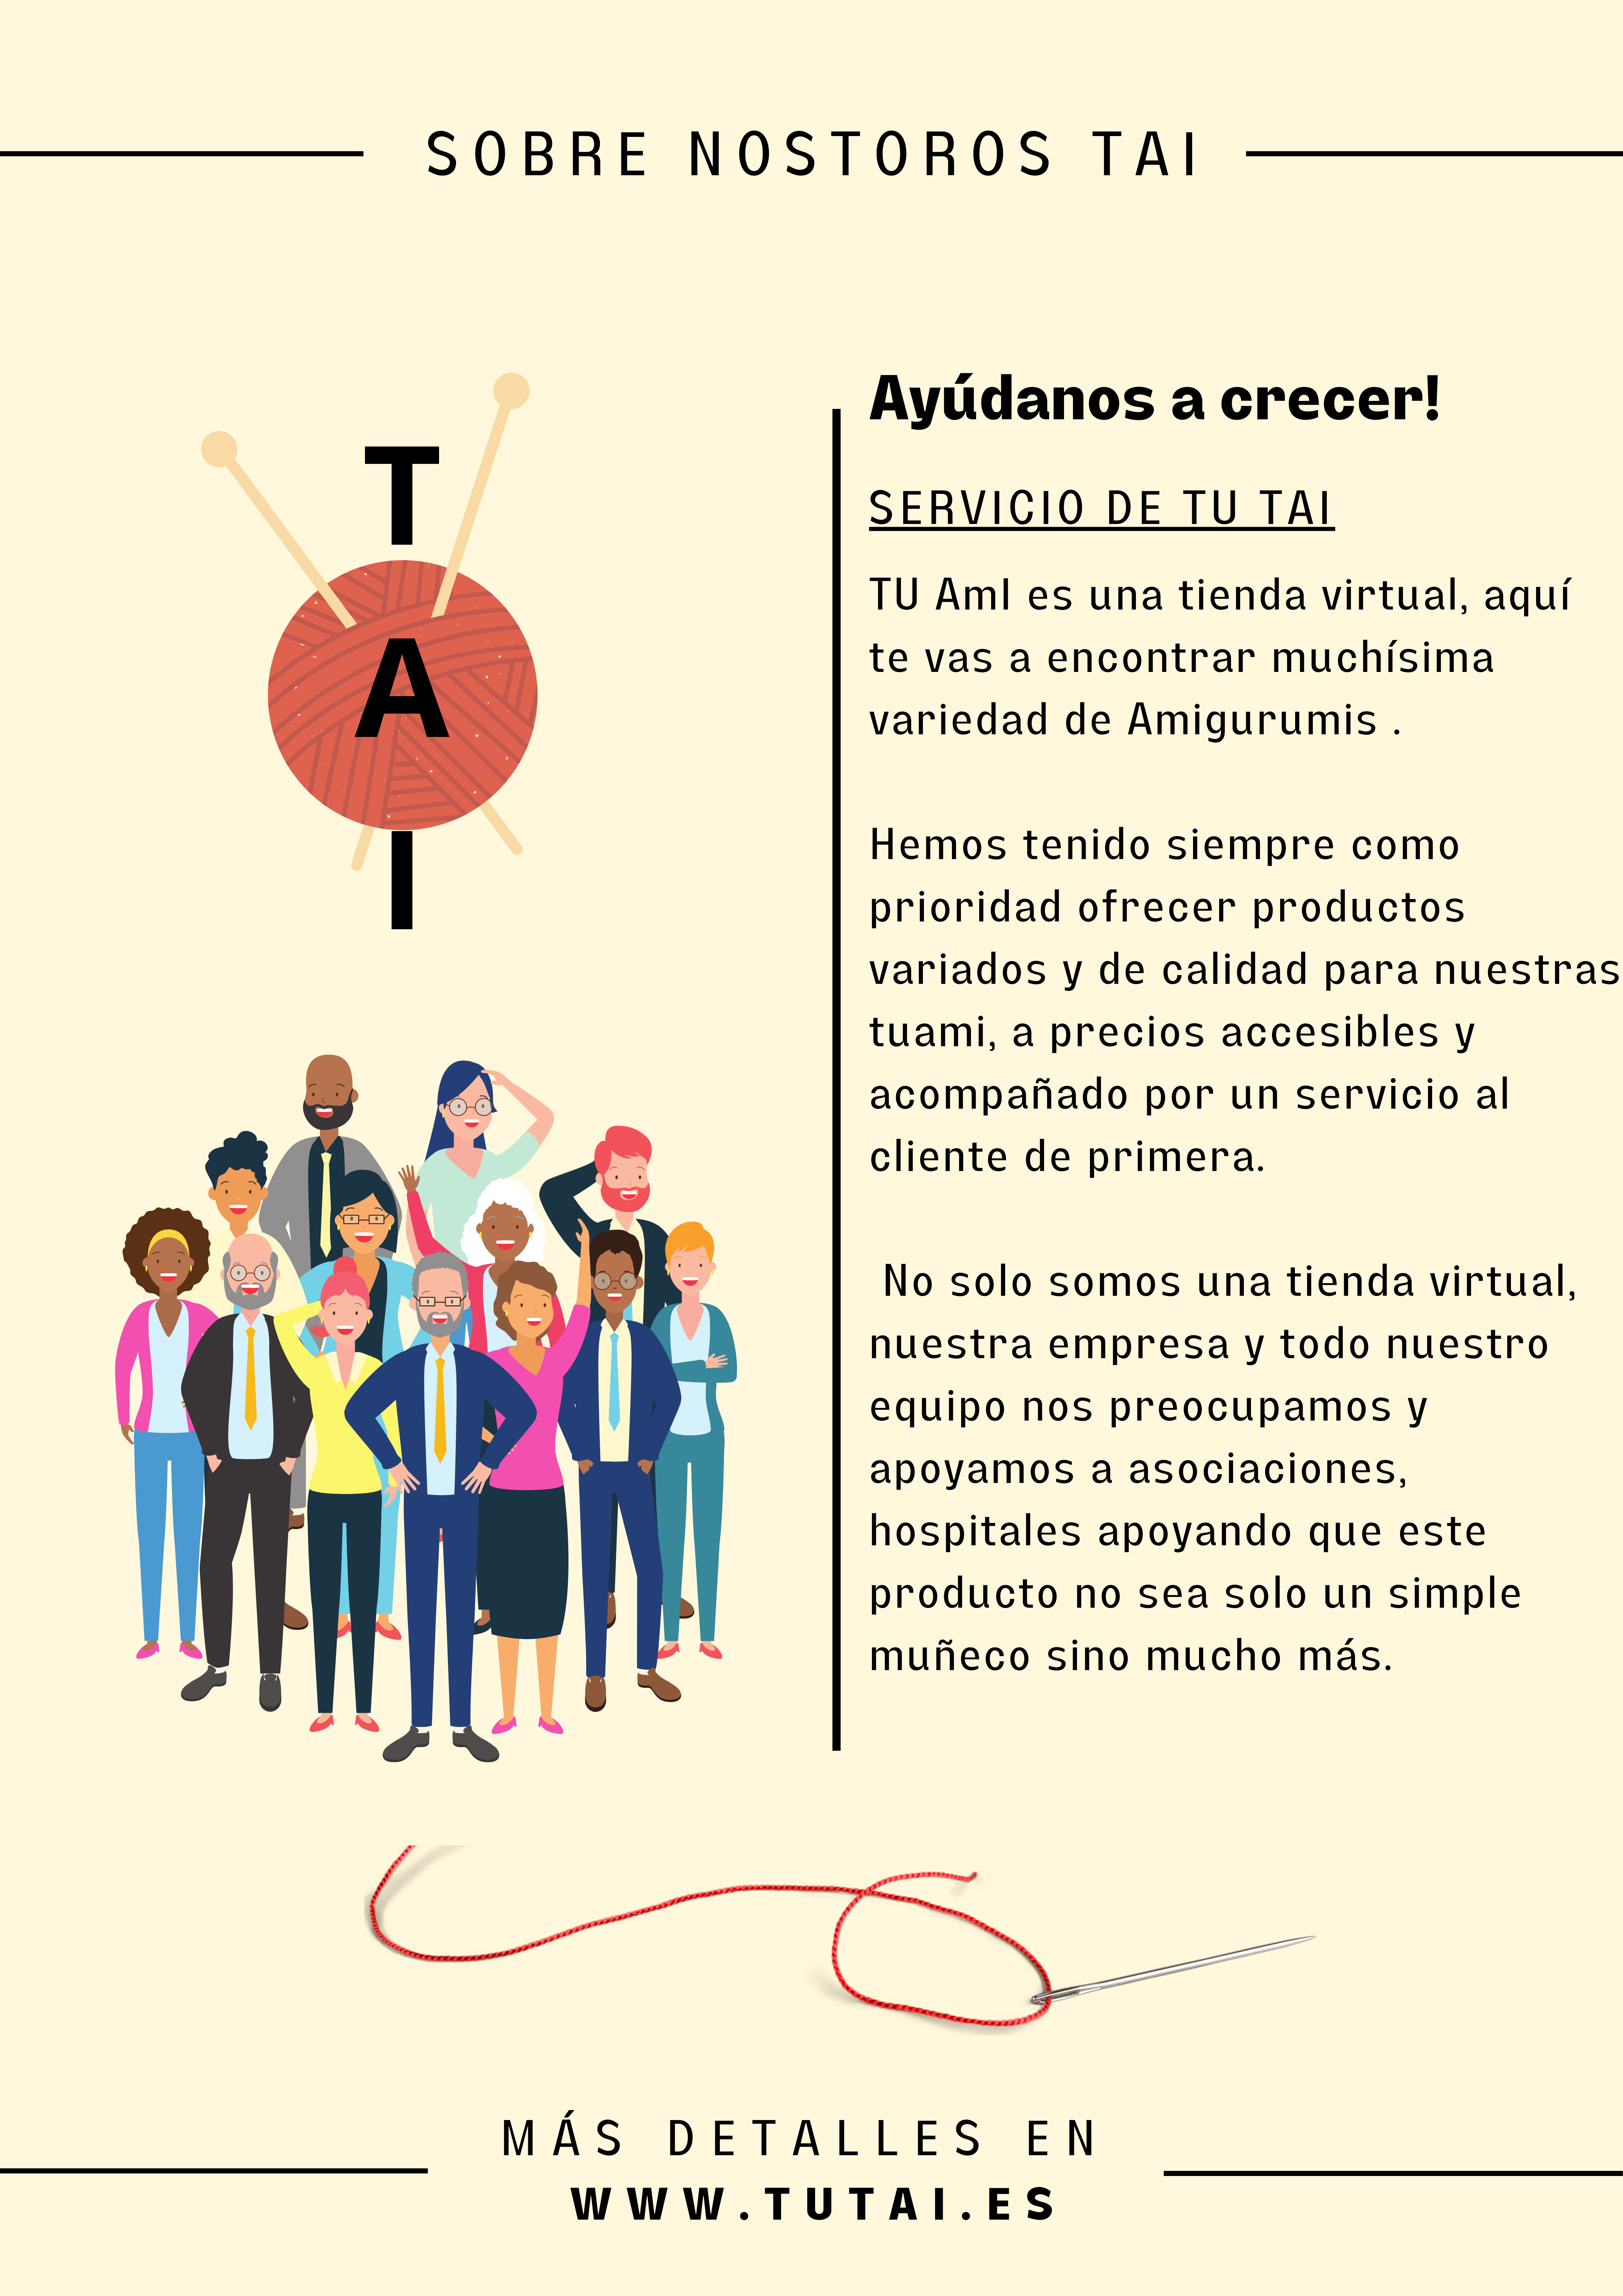 SOBRE NOSTOROS TAI
T
A
I
Ayúdanos a crecer!
SERVICIO DE TU TAI
TU AmI es una tienda virtual, aquí
te vas a encontrar muchísima
variedad de Amigurumis .
Hemos tenido siempre como
prioridad ofrecer productos
variados y de calidad para nuestras
tuami, a precios accesibles y
acompañado por un servicio al
cliente de primera.
No solo somos una tienda virtual,
nuestra empresa y todo nuestro
equipo nos preocupamos y
apoyamos a asociaciones,
hospitales apoyando que este
producto no sea solo un simple
muñeco sino mucho más.
MÁS DETALLES EN
WWW.TUTAI.ES